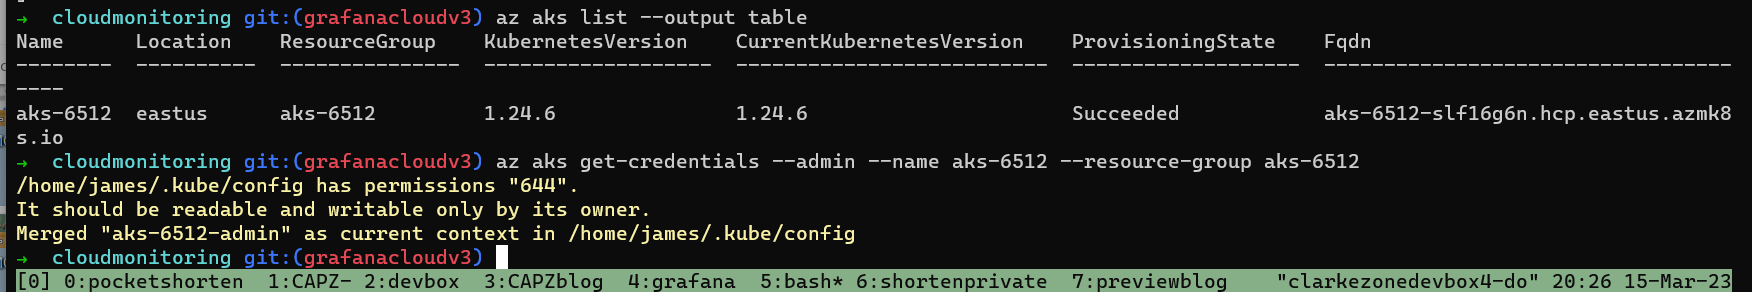 → cloudmonitoring git:(grafanacloudv3) az aks list --output table
Name      Location    ResourceGroup    KubernetesVersion    CurrentKubernetesVersion    ProvisioningState    Fqdn
--------  ----------  ---------------  -------------------  --------------------------  -------------------  ----------------------------------
----
aks-6512  eastus      aks-6512         1.24.6               1.24.6                      Succeeded            aks-6512-slf16g6n.hcp.eastus.azmk8
s.io
→ cloudmonitoring git:(grafanacloudv3) az aks get-credentials --admin --name aks-6512 --resource-group aks-6512
/home/james/.kube/config has permissions "644".
It should be readable and writable only by its owner.
Merged "aks-6512-admin" as current context in /home/james/.kube/config
→ cloudmonitoring git:(grafanacloudv3)
[0] 0:pocketshorten  1:CAPZ- 2:devbox  3:CAPZblog  4:grafana  5:bash* 6:shortenprivate  7:previewblog    "clarkezonedevbox4-do" 20:26 15-Mar-23